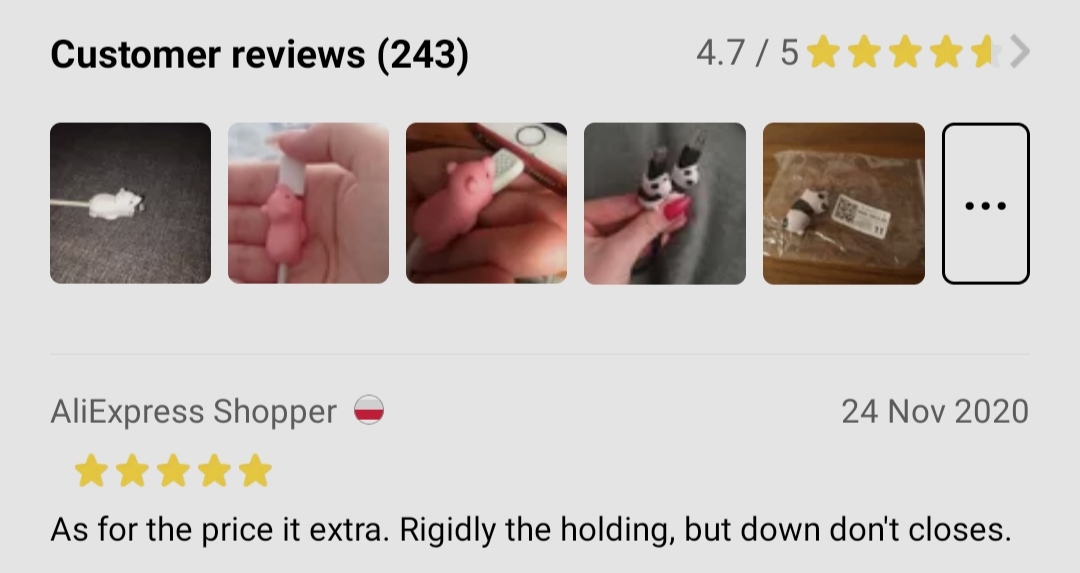 Customer reviews (243)
4.7 / 5
AliExpress Shopper
24 Nov 2020
As for the price it extra. Rigidly the holding, but down don't closes.